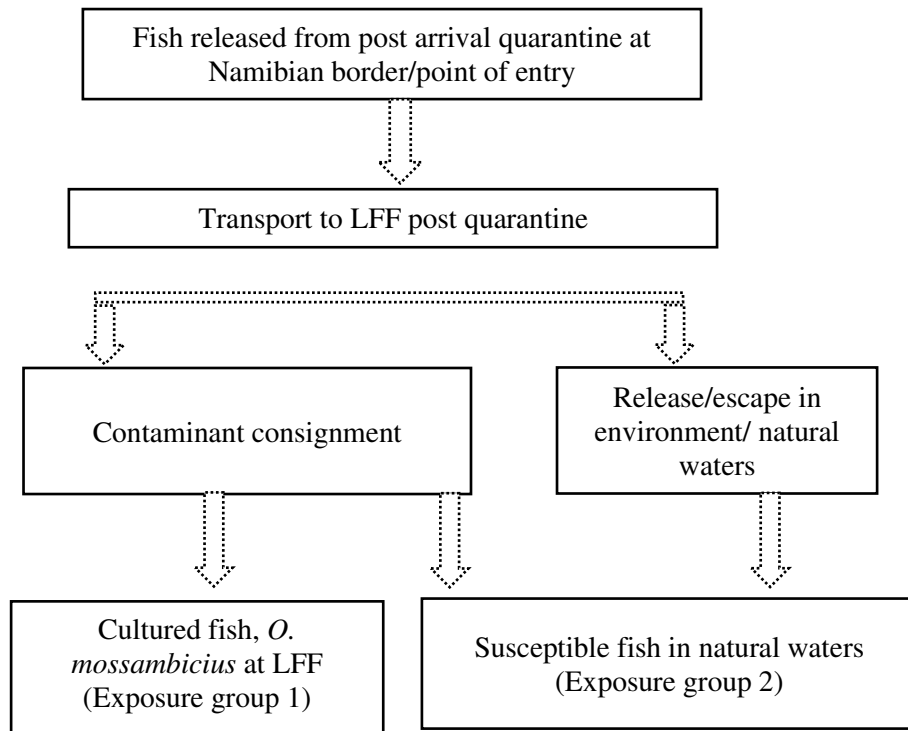 Fish released from post arrival quarantine at
Namibian border/point of entry
Transport to LFF post quarantine
Contaminant consignment
Release/escape in
environment/ natural
waters
Cultured fish, O.
mossambicius at LFF
(Exposure group 1)
Susceptible fish in natural waters
(Exposure group 2)